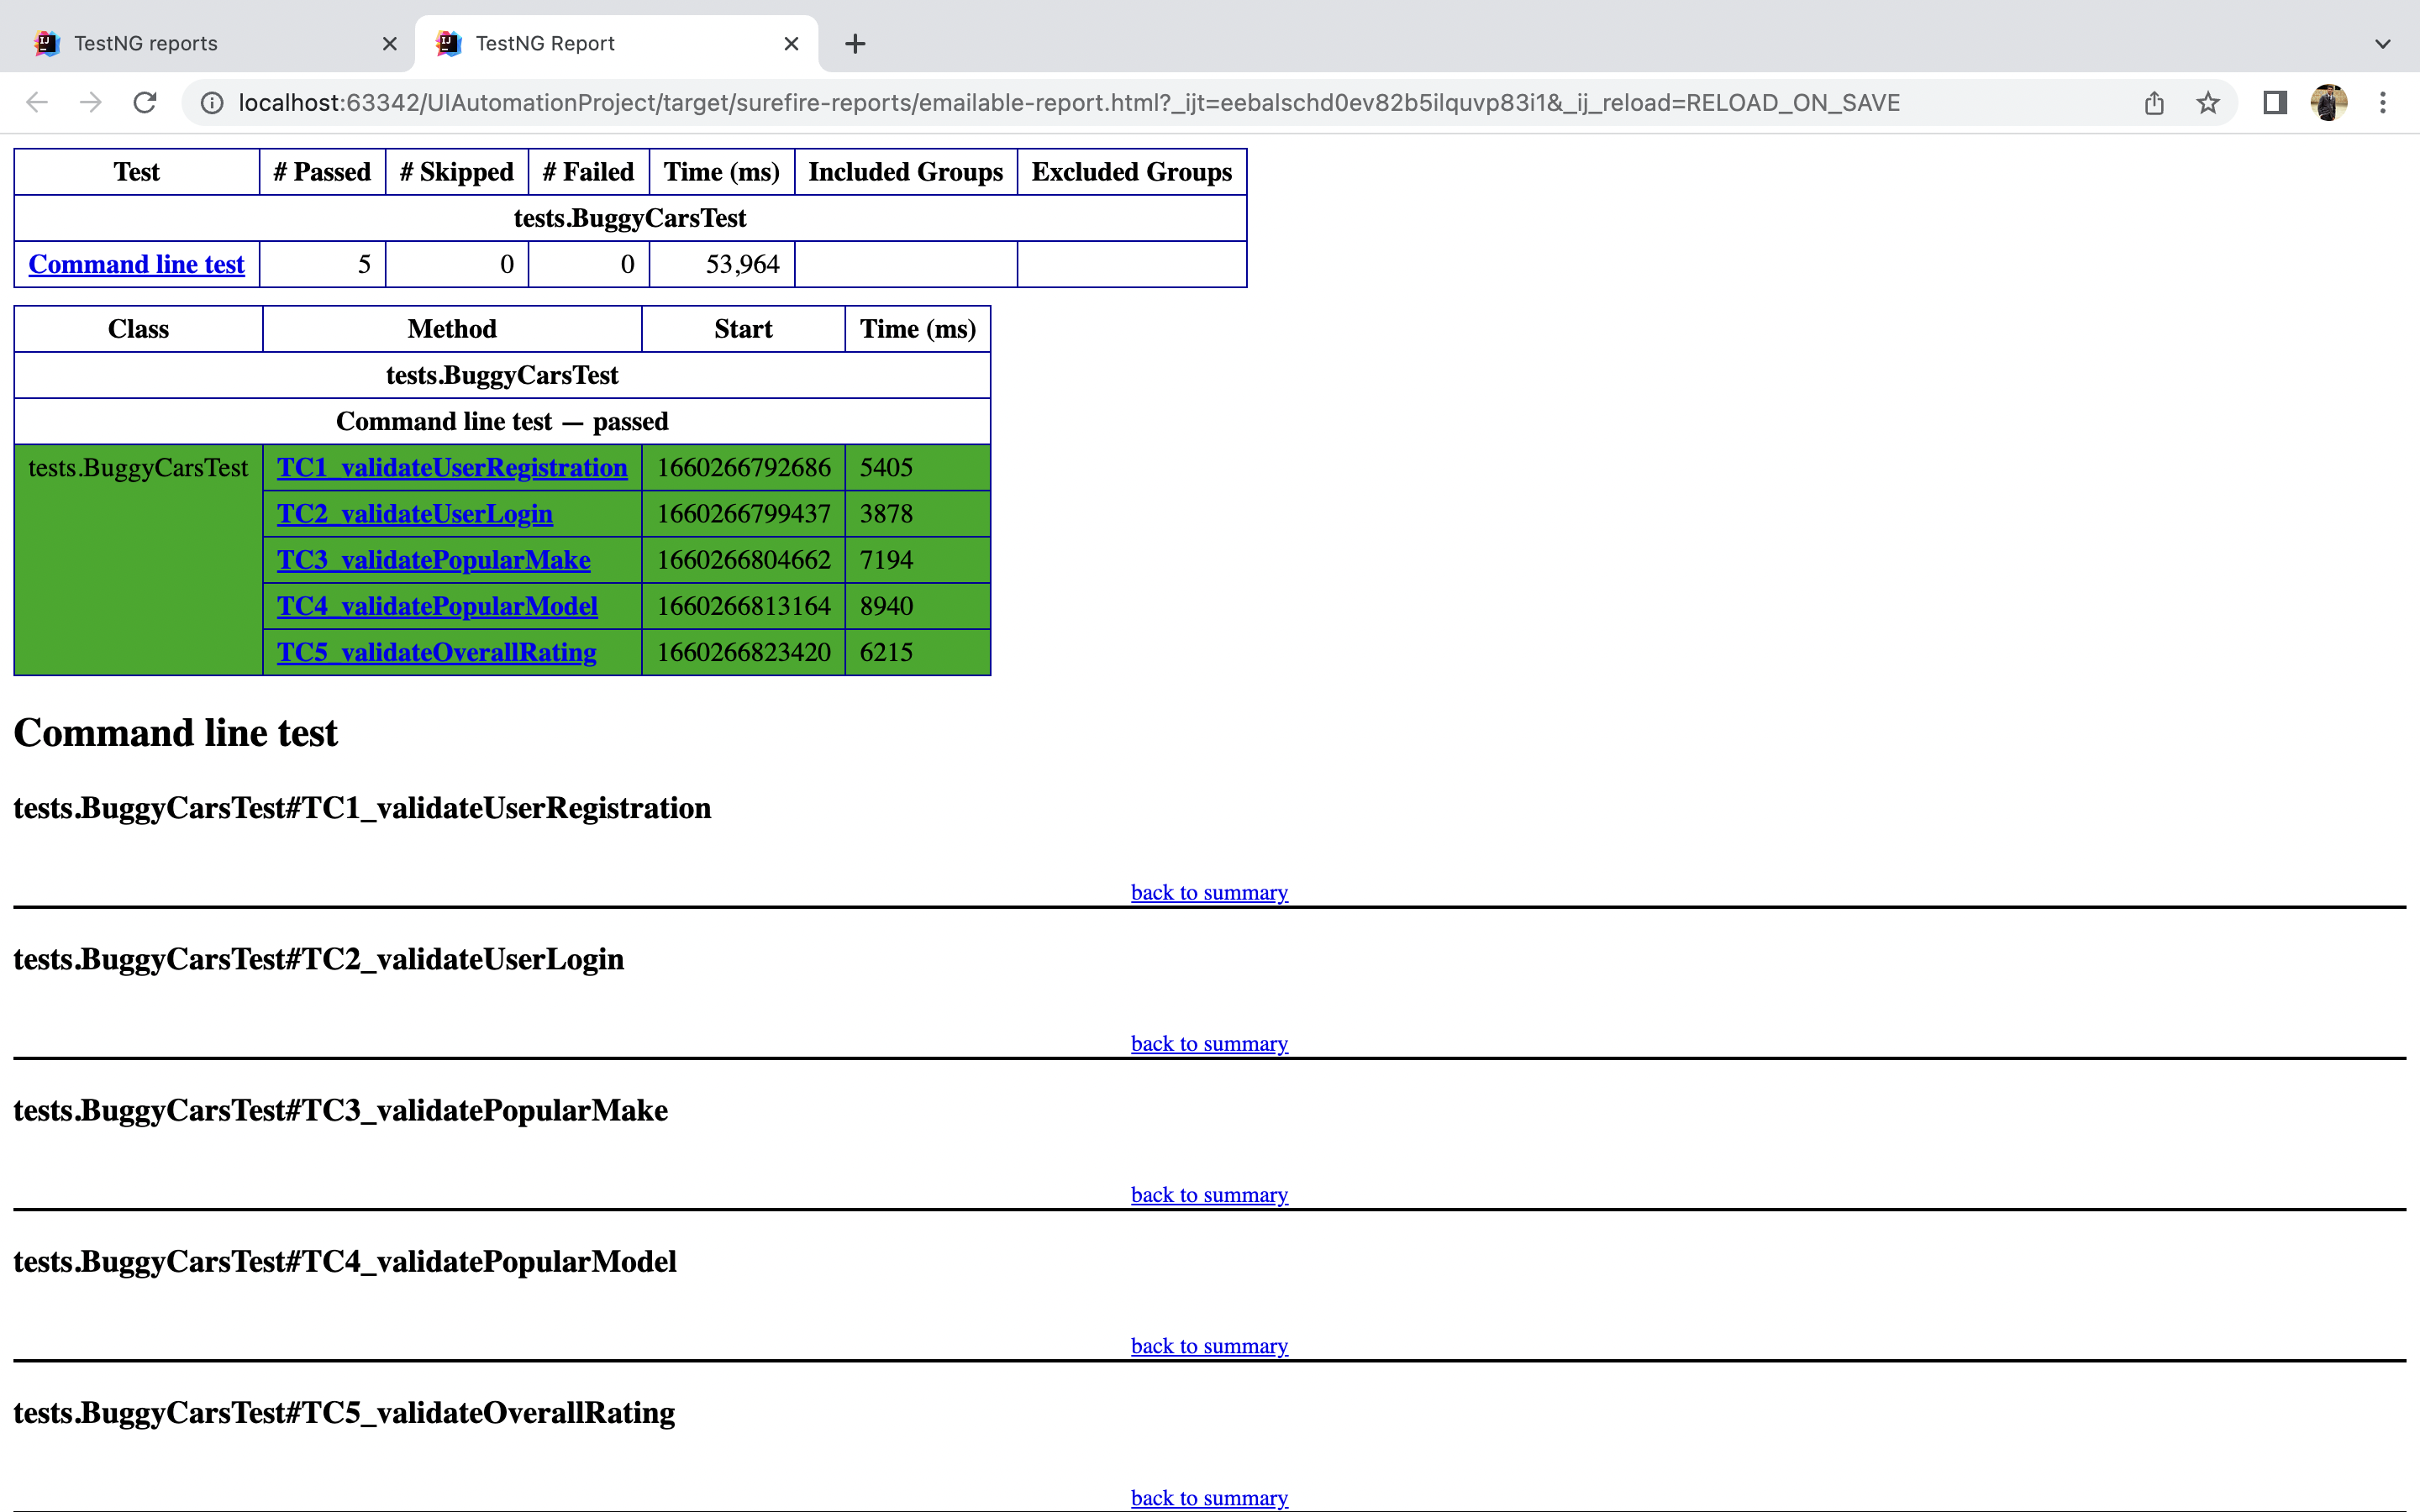 TestNG reports
TestNG Report
localhost:63342/UIAutomationProject/target/surefire-reports/emailable-report.html?_ijt=eebalschd0ev82b5ilquvp83i1&_ij_reload=RELOAD_ON_SAVE
Test # Passed # Skipped # Failed Time (ms) Included Groups Excluded Groups
tests.BuggyCarsTest
Command line test 5 0 0 53,964
Class Method Start Time (ms)
tests.BuggyCarsTest
Command line test — passed
tests.BuggyCarsTest TC1_validateUserRegistration 1660266792686 5405
TC2_validateUserLogin 1660266799437 3878
TC3_validatePopularMake 1660266804662 7194
TC4_validatePopularModel 1660266813164 8940
TC5_validateOverallRating 1660266823420 6215
Command line test
tests.BuggyCarsTest#TC1_validateUserRegistration
back to summary
tests.BuggyCarsTest#TC2_validateUserLogin
back to summary
tests.BuggyCarsTest#TC3_validatePopularMake
back to summary
tests.BuggyCarsTest#TC4_validatePopularModel
back to summary
tests.BuggyCarsTest#TC5_validateOverallRating
back to summary